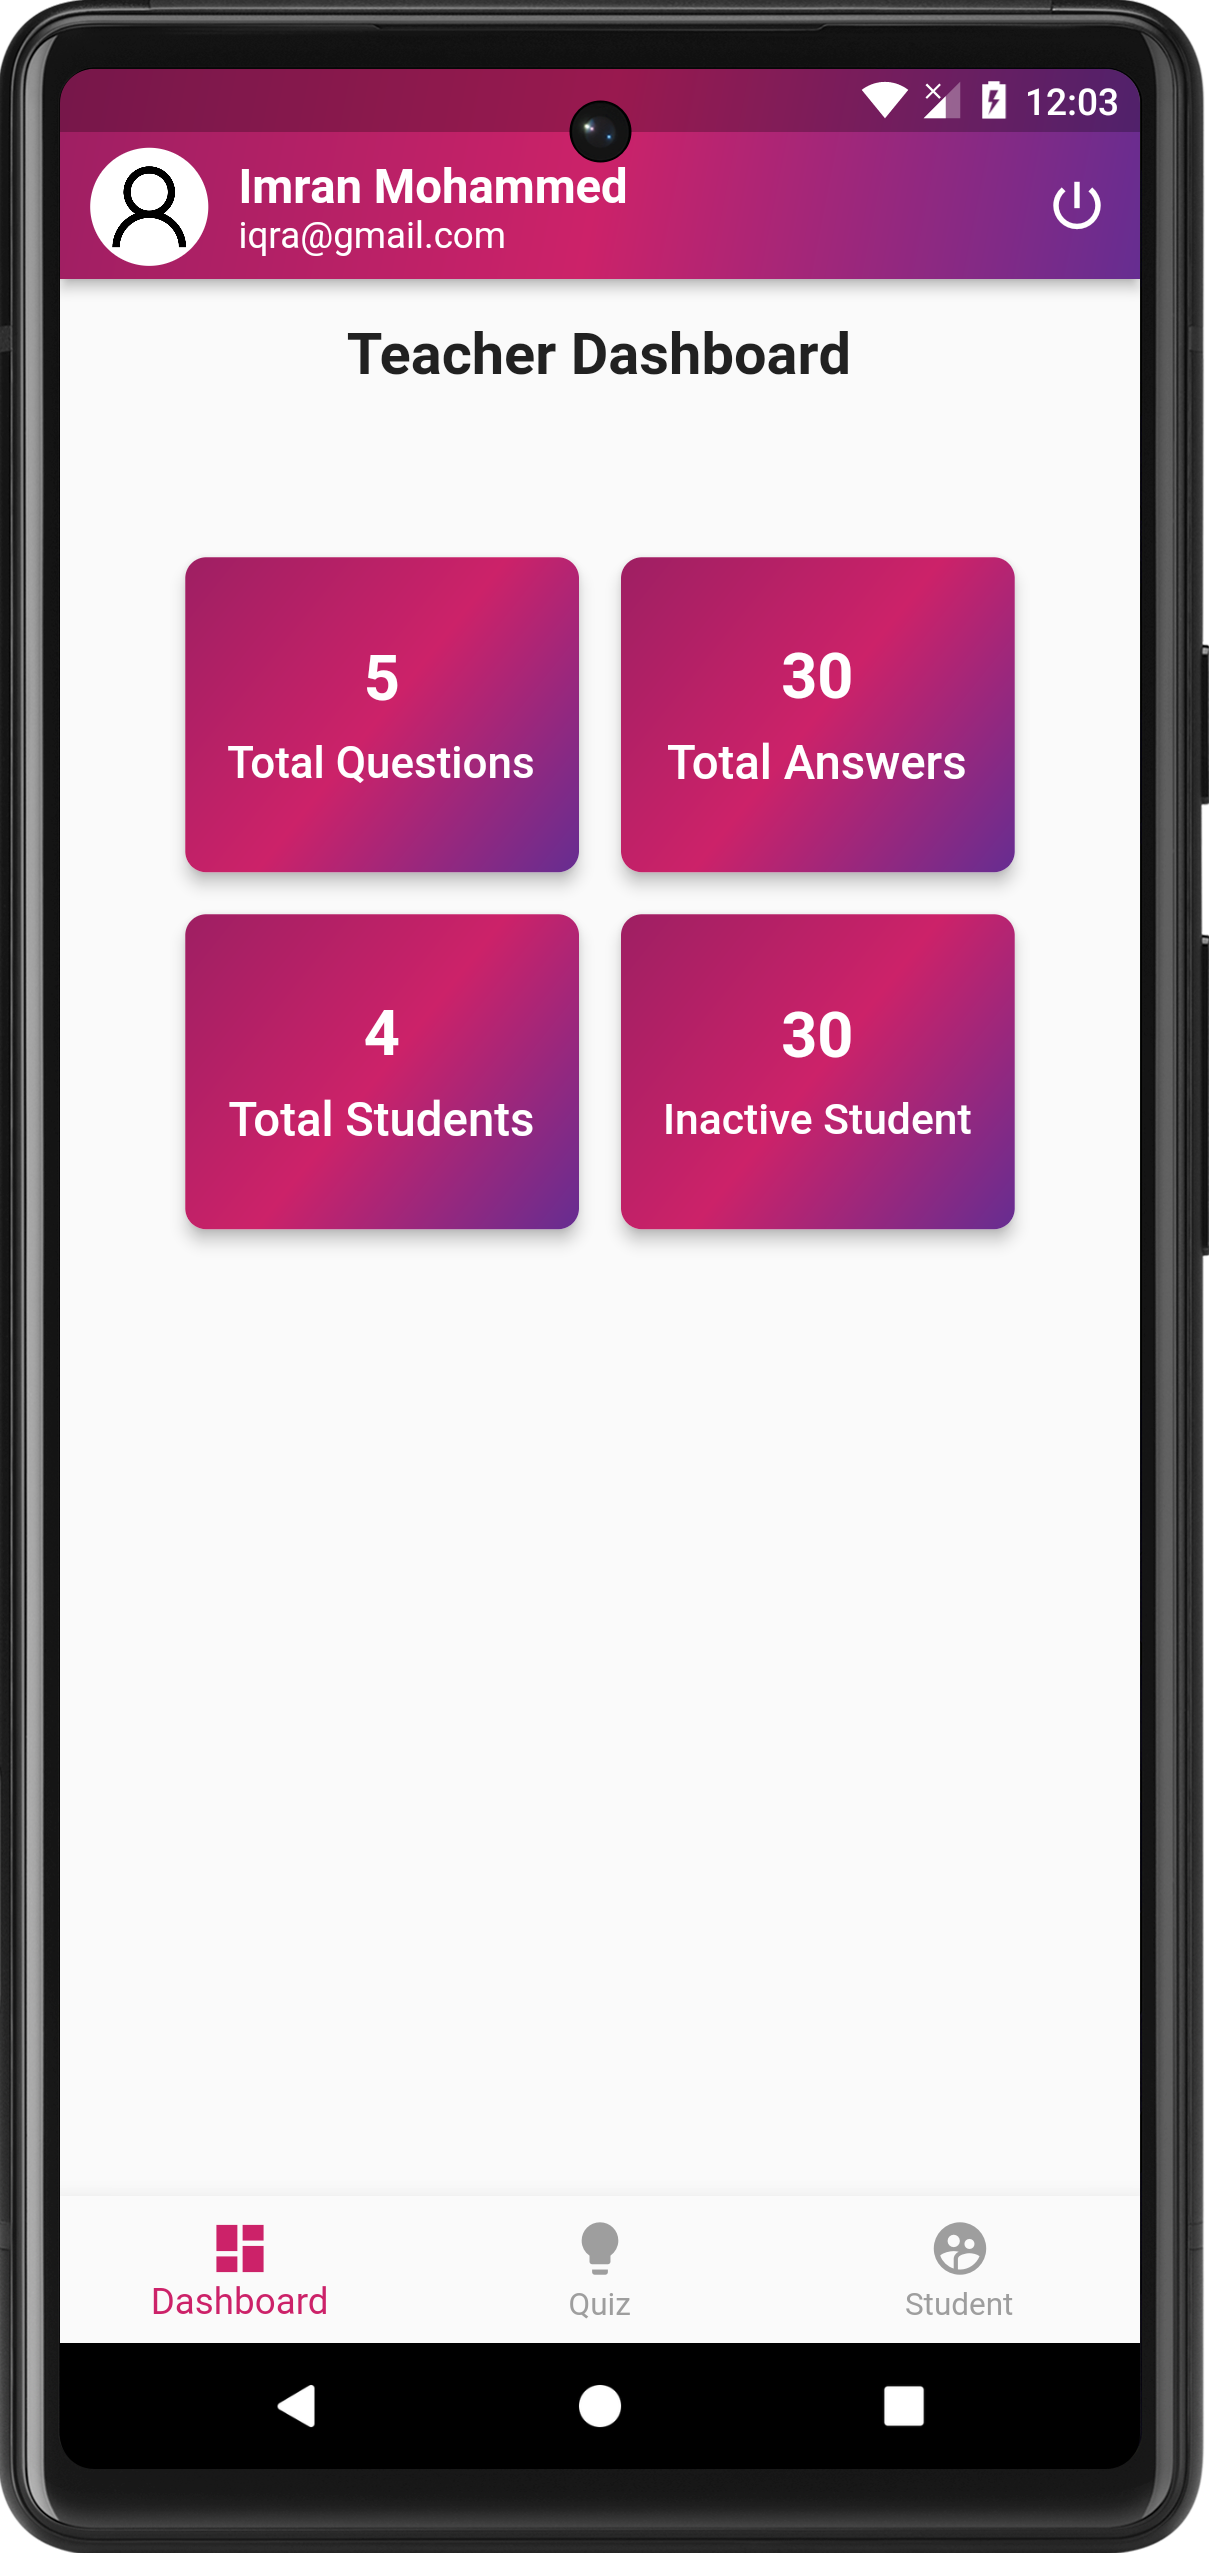 12:03
Imran Mohammed
iqra@gmail.com
Teacher Dashboard
5
Total Questions
30
Total Answers
4
Total Students
30
Inactive Student
Dashboard
Quiz
Student